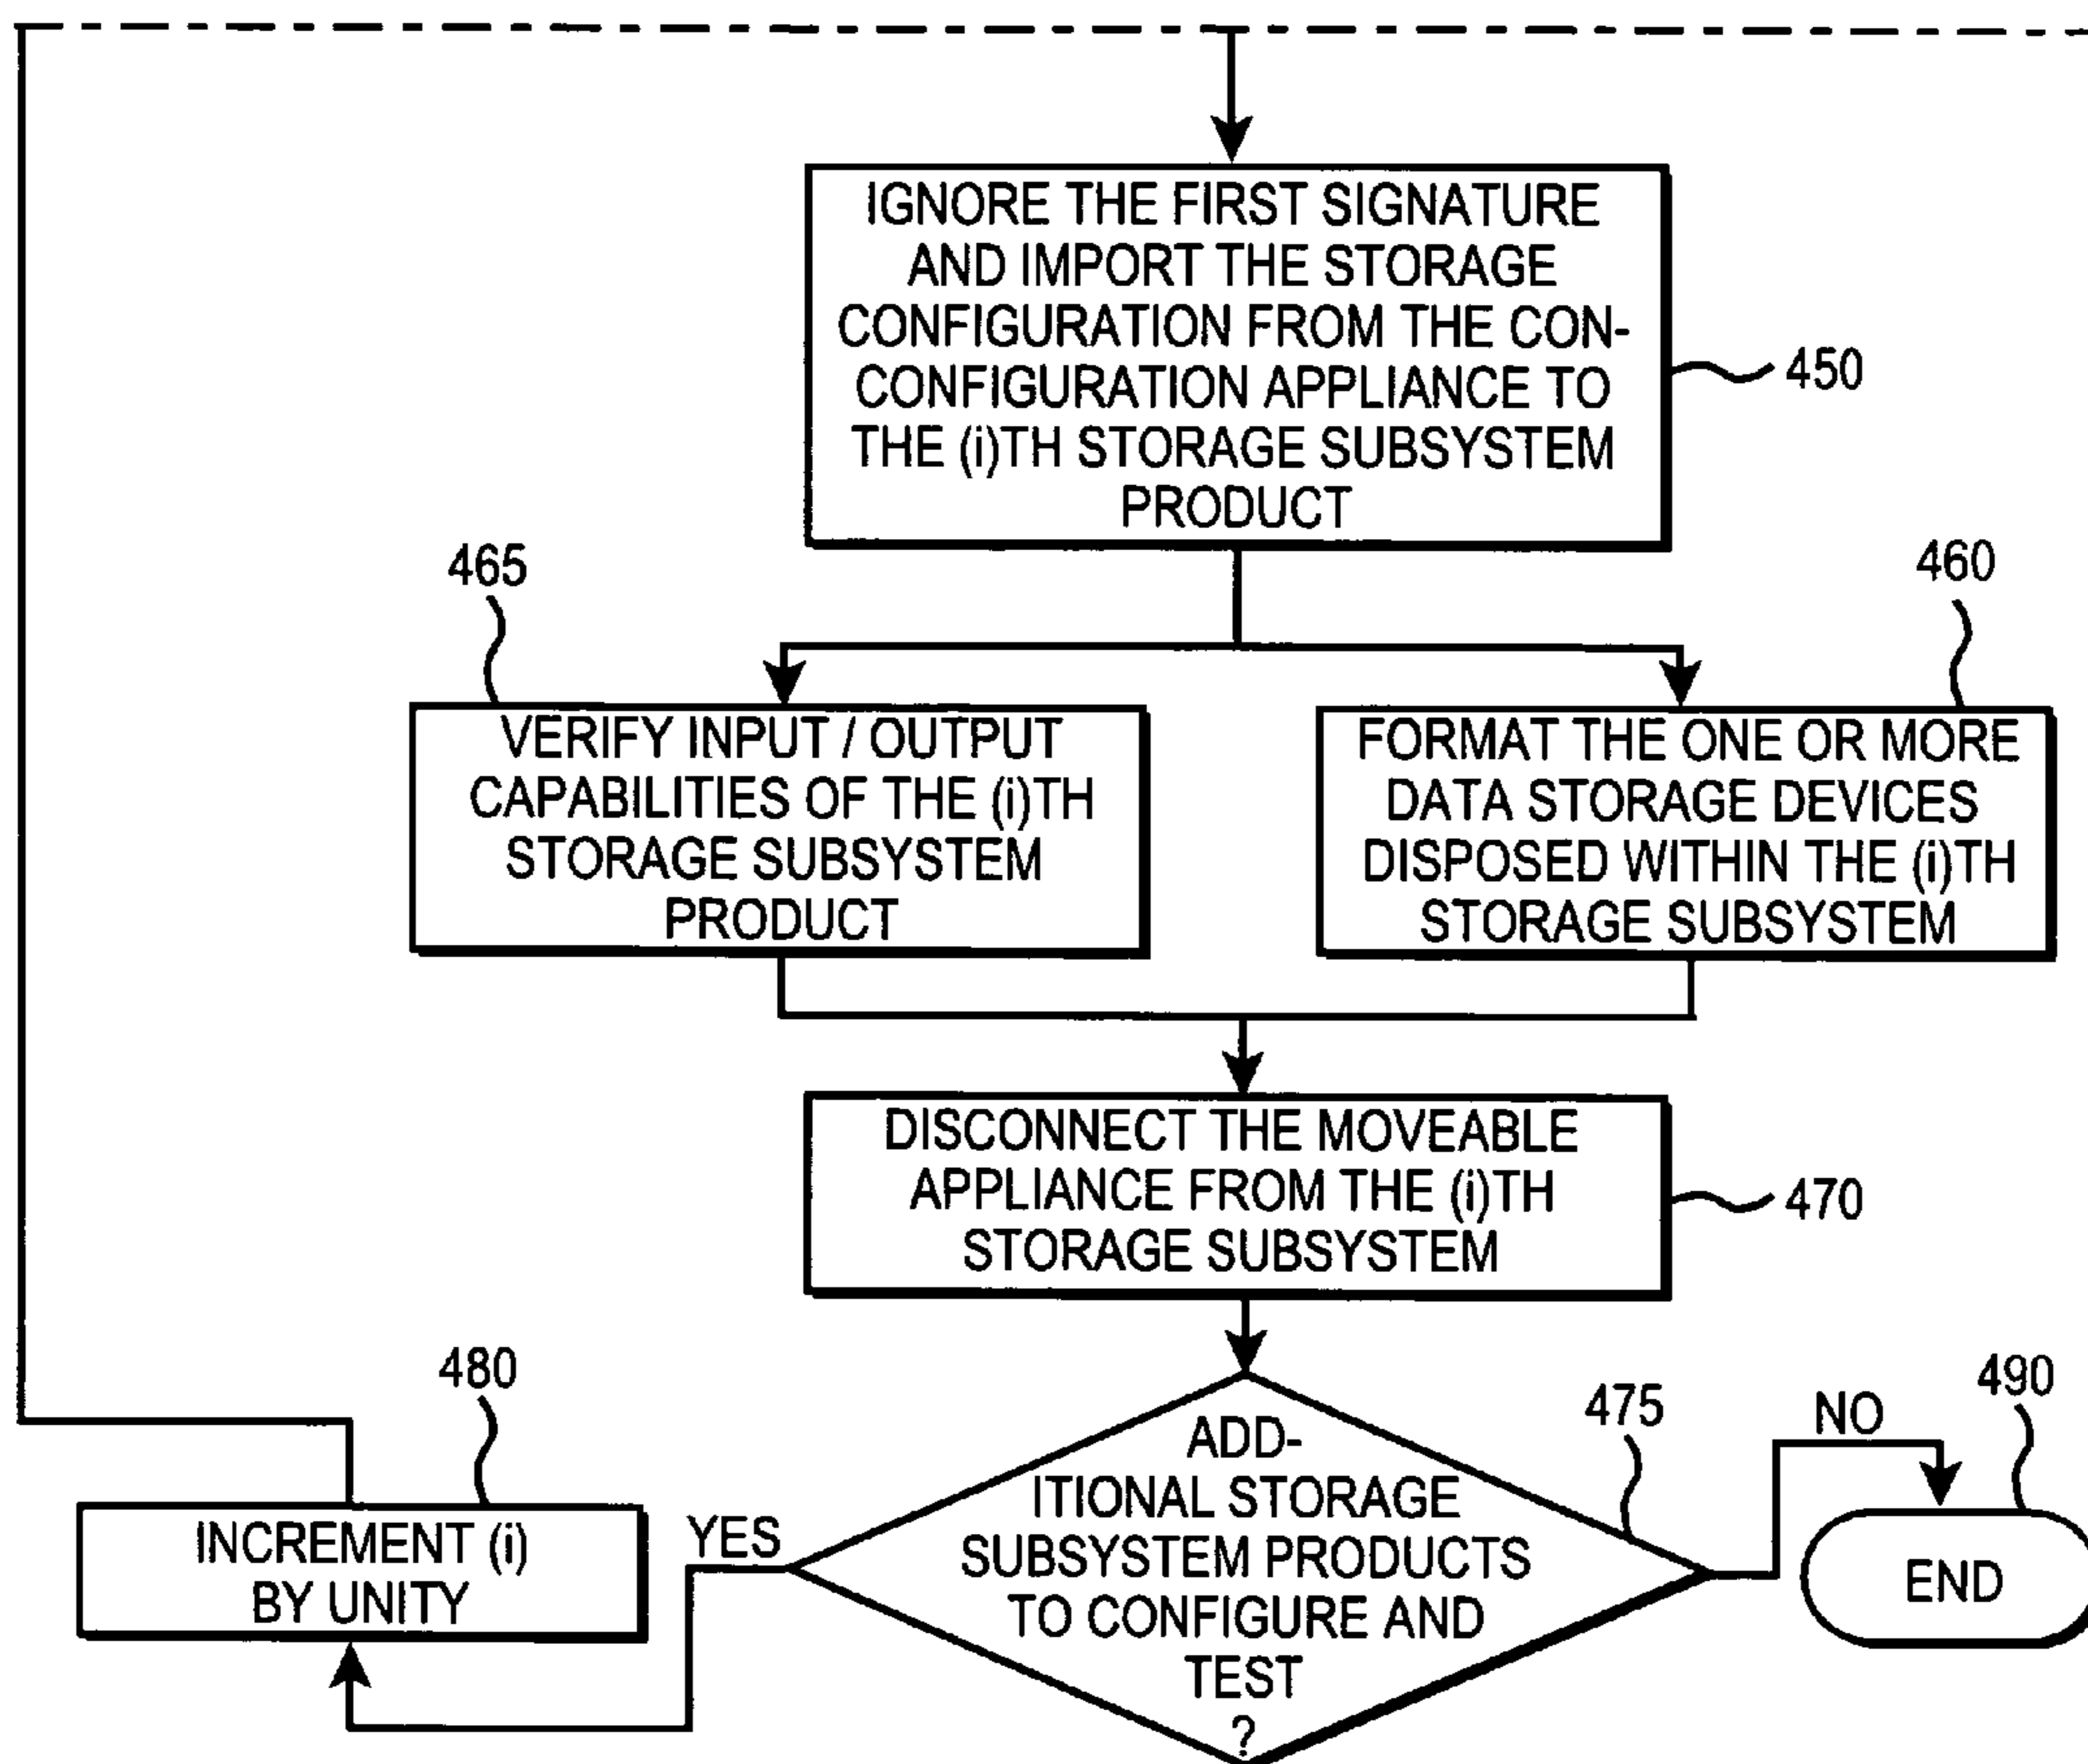 IGNORE THE FIRST SIGNATURE
AND IMPORT THE STORAGE
CONFIGURATION FROM THE CON-
CONFIGURATION APPLIANCE TO
THE (i)TH STORAGE SUBSYSTEM
PRODUCT
450
465
460
VERIFY INPUT / OUTPUT
CAPABILITIES OF THE (i)TH
STORAGE SUBSYSTEM
PRODUCT
FORMAT THE ONE OR MORE
DATA STORAGE DEVICES
DISPOSED WITHIN THE (i)TH
STORAGE SUBSYSTEM
DISCONNECT THE MOVEABLE
APPLIANCE FROM THE (i)TH
STORAGE SUBSYSTEM
470
480
475
490
ADD-
ITIONAL STORAGE
SUBSYSTEM PRODUCTS
TO CONFIGURE AND
TEST
?
NO
END
YES
INCREMENT (i)
BY UNITY